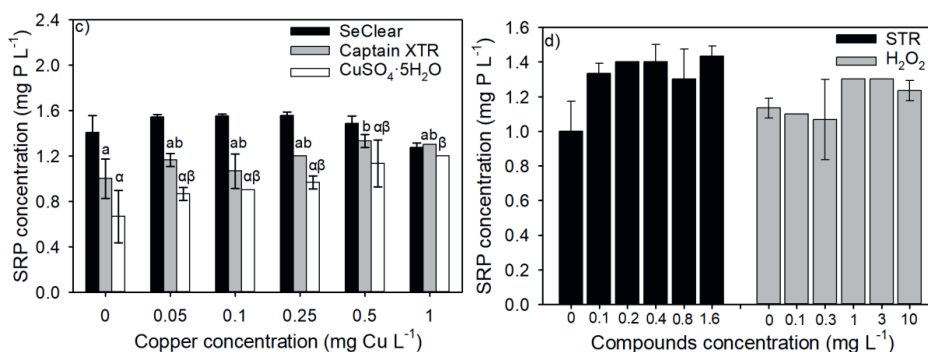 c)
SeClear
Captain XTR
CuSO₄·5H₂O
SRP concentration (mg P L⁻¹)
2.4
1.8
1.2
0.6
0.0
a
α
ab
αβ
ab
αβ
ab
αβ
b
αβ
ab
β
0 0.05 0.1 0.25 0.5 1
Copper concentration (mg Cu L⁻¹)
d)
STR
H₂O₂
SRP concentration (mg P L⁻¹)
1.6
1.4
1.2
1.0
0.8
0.6
0.4
0.2
0.0
0 0.1 0.2 0.4 0.8 1.6 0 0.1 0.3 1 3 10
Compounds concentration (mg L⁻¹)